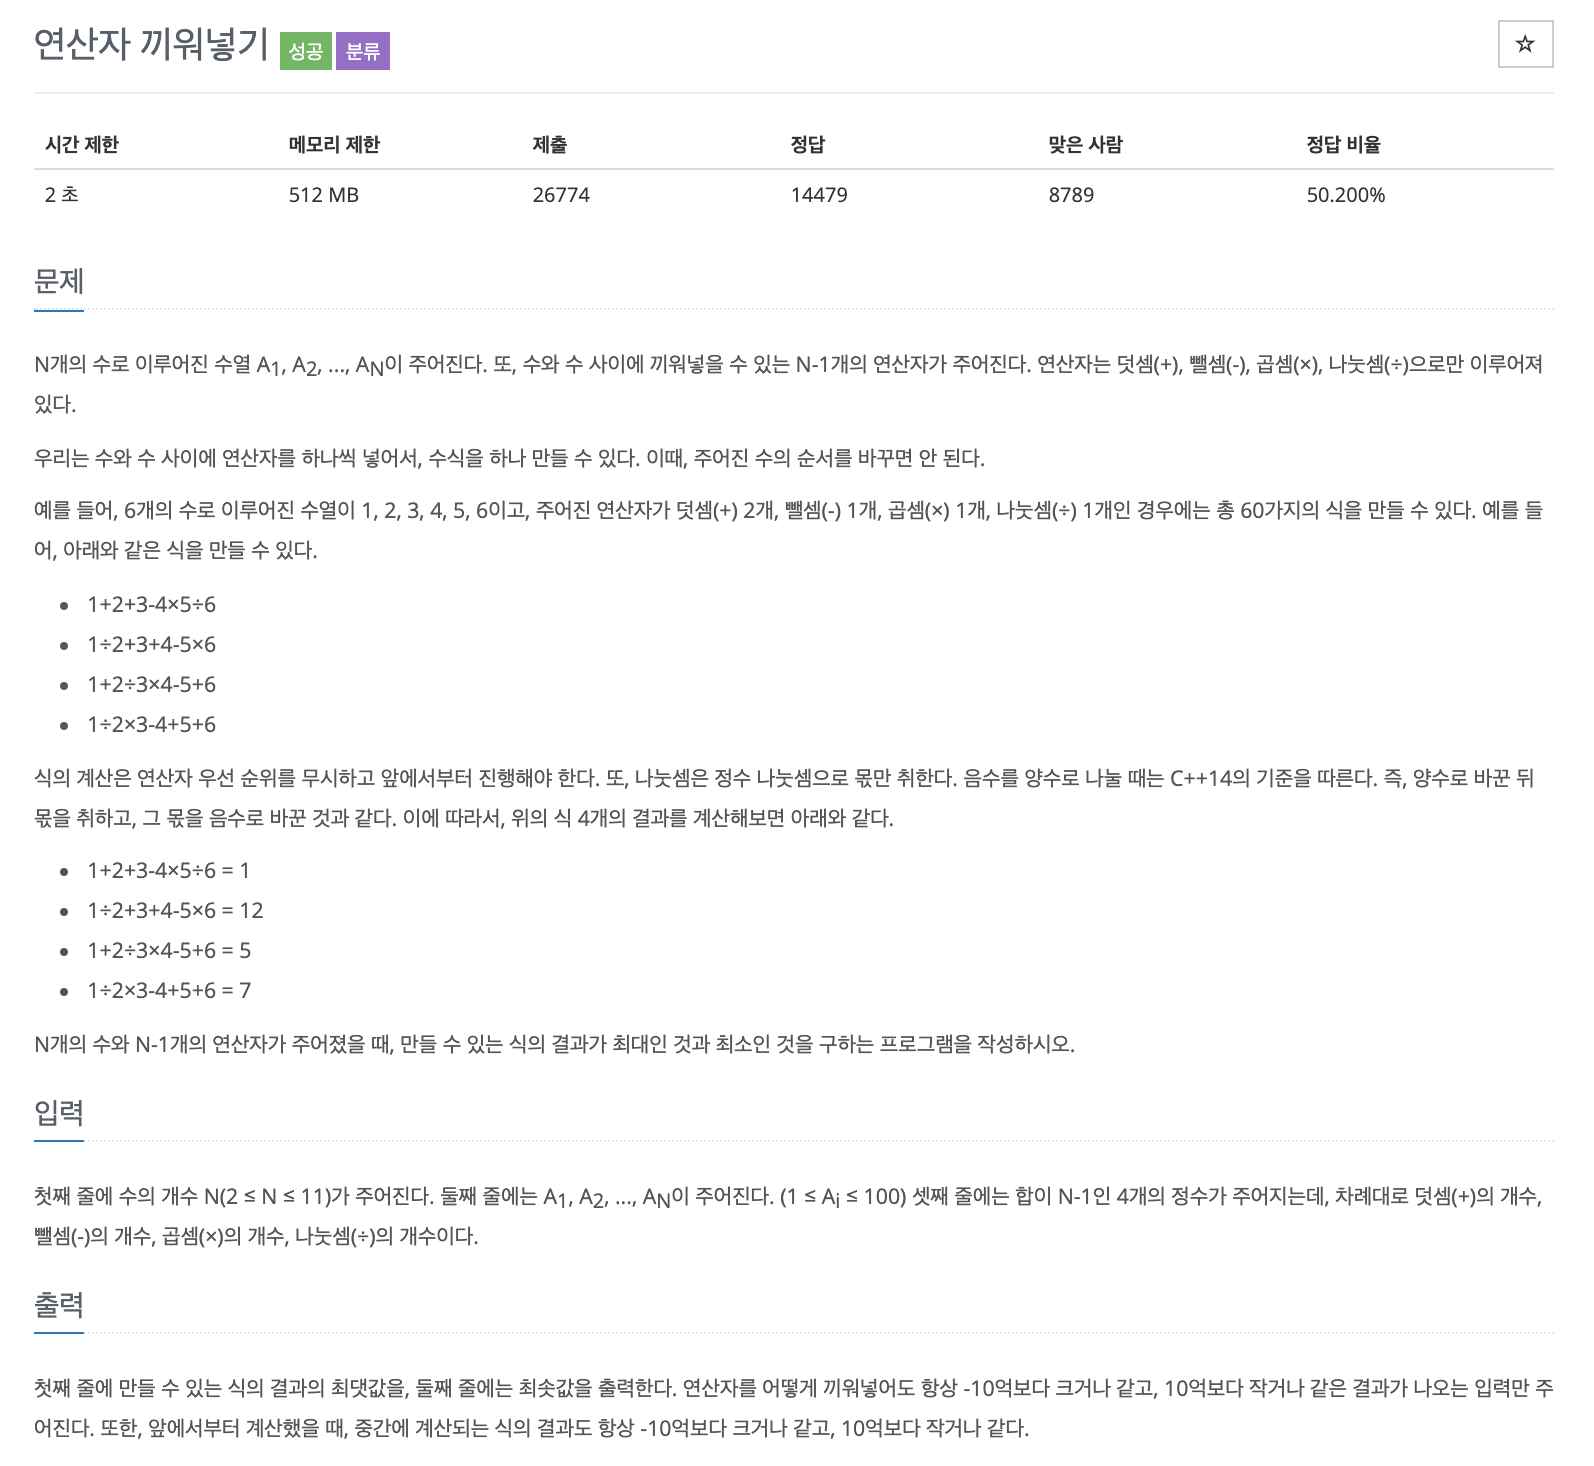 연산자 끼워넣기 성공 분류 ☆
시간 제한 메모리 제한 제출 정답 맞은 사람 정답 비율
2 초 512 MB 26774 14479 8789 50.200%
문제
N개의 수로 이루어진 수열 A1, A2, ..., AN이 주어진다. 또, 수와 수 사이에 끼워넣을 수 있는 N-1개의 연산자가 주어진다. 연산자는 덧셈(+), 뺄셈(-), 곱셈(×), 나눗셈(÷)으로만 이루어져
있다.
우리는 수와 수 사이에 연산자를 하나씩 넣어서, 수식을 하나 만들 수 있다. 이때, 주어진 수의 순서를 바꾸면 안 된다.
예를 들어, 6개의 수로 이루어진 수열이 1, 2, 3, 4, 5, 6이고, 주어진 연산자가 덧셈(+) 2개, 뺄셈(-) 1개, 곱셈(×) 1개, 나눗셈(÷) 1개인 경우에는 총 60가지의 식을 만들 수 있다. 예를 들
어, 아래와 같은 식을 만들 수 있다.
• 1+2+3-4×5÷6
• 1÷2+3+4-5×6
• 1+2÷3×4-5+6
• 1÷2×3-4+5+6
식의 계산은 연산자 우선 순위를 무시하고 앞에서부터 진행해야 한다. 또, 나눗셈은 정수 나눗셈으로 몫만 취한다. 음수를 양수로 나눌 때는 C++14의 기준을 따른다. 즉, 양수로 바꾼 뒤
몫을 취하고, 그 몫을 음수로 바꾼 것과 같다. 이에 따라서, 위의 식 4개의 결과를 계산해보면 아래와 같다.
• 1+2+3-4×5÷6 = 1
• 1÷2+3+4-5×6 = 12
• 1+2÷3×4-5+6 = 5
• 1÷2×3-4+5+6 = 7
N개의 수와 N-1개의 연산자가 주어졌을 때, 만들 수 있는 식의 결과가 최대인 것과 최소인 것을 구하는 프로그램을 작성하시오.
입력
첫째 줄에 수의 개수 N(2 ≤ N ≤ 11)가 주어진다. 둘째 줄에는 A1, A2, ..., AN이 주어진다. (1 ≤ Ai ≤ 100) 셋째 줄에는 합이 N-1인 4개의 정수가 주어지는데, 차례대로 덧셈(+)의 개수,
뺄셈(-)의 개수, 곱셈(×)의 개수, 나눗셈(÷)의 개수이다.
출력
첫째 줄에 만들 수 있는 식의 결과의 최댓값을, 둘째 줄에는 최솟값을 출력한다. 연산자를 어떻게 끼워넣어도 항상 -10억보다 크거나 같고, 10억보다 작거나 같은 결과가 나오는 입력만 주
어진다. 또한, 앞에서부터 계산했을 때, 중간에 계산되는 식의 결과도 항상 -10억보다 크거나 같고, 10억보다 작거나 같다.